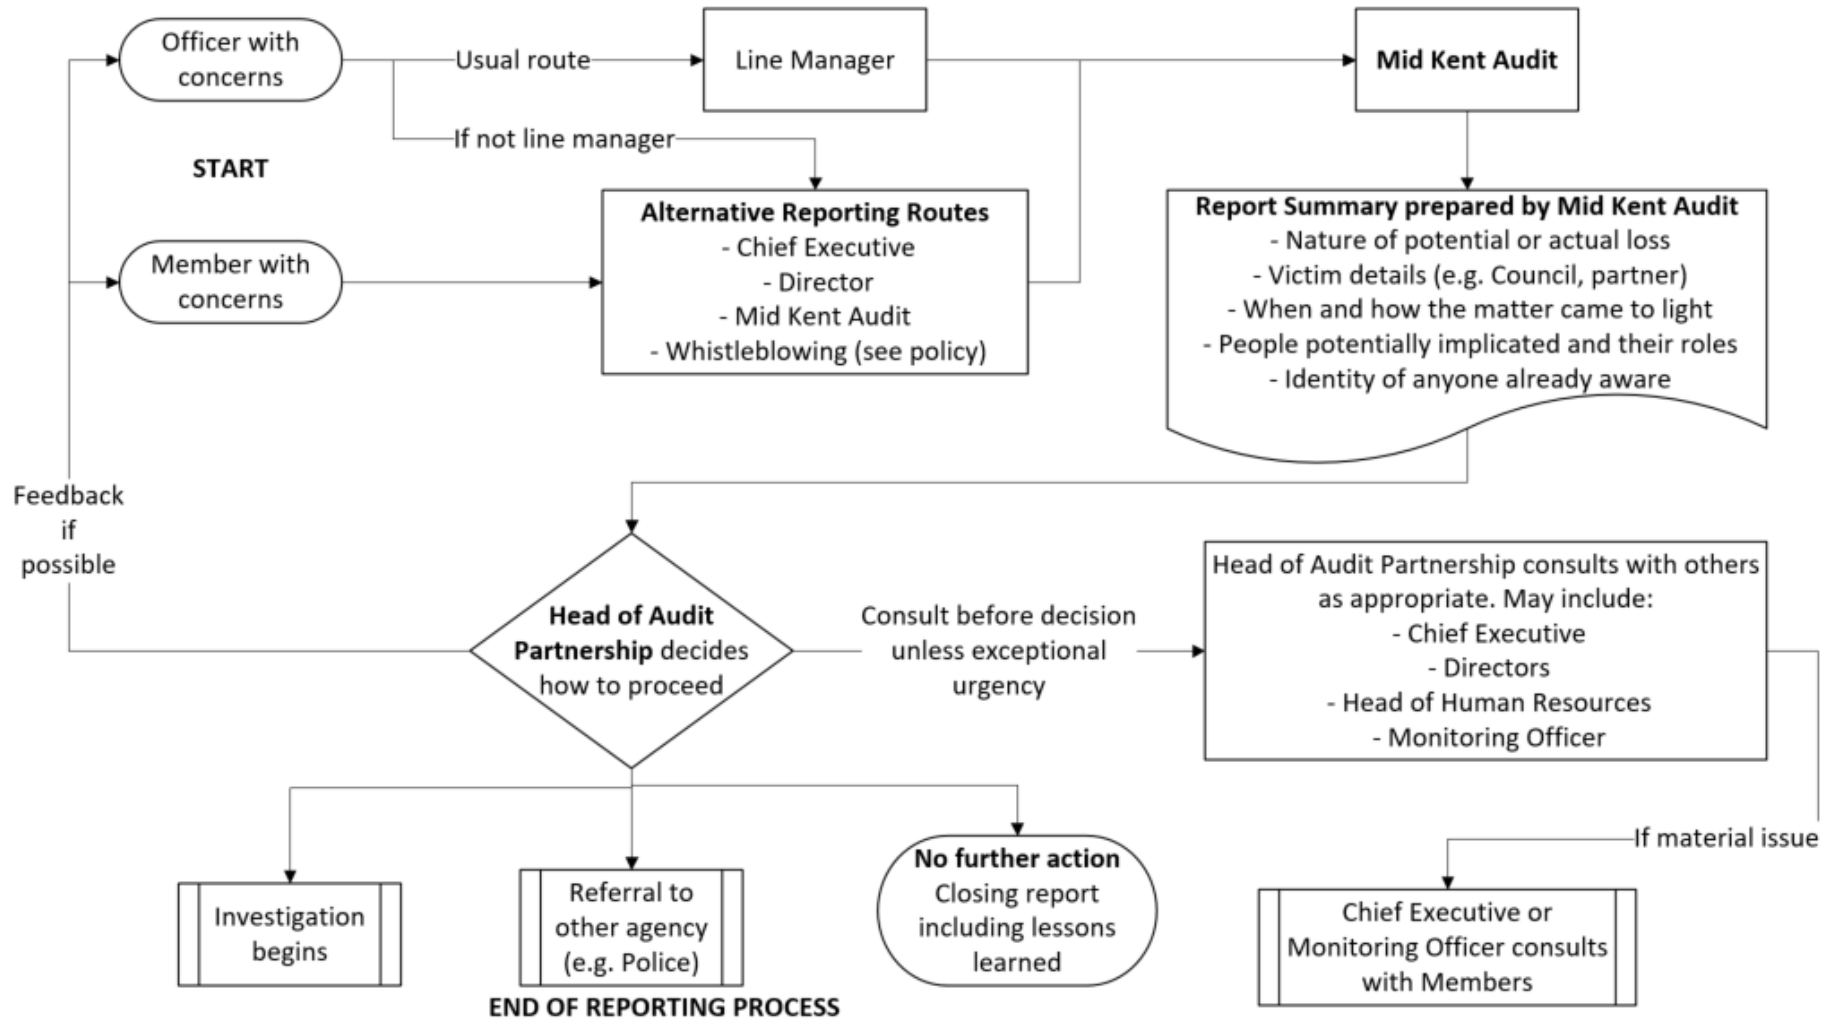 Officer with
concerns
Usual route
Line Manager
Mid Kent Audit
If not line manager
START
Alternative Reporting Routes
- Chief Executive
- Director
- Mid Kent Audit
- Whistleblowing (see policy)
Report Summary prepared by Mid Kent Audit
- Nature of potential or actual loss
- Victim details (e.g. Council, partner)
- When and how the matter came to light
- People potentially implicated and their roles
- Identity of anyone already aware
Member with
concerns
Feedback
if
possible
Head of Audit
Partnership decides
how to proceed
Consult before decision
unless exceptional
urgency
Head of Audit Partnership consults with others
as appropriate. May include:
- Chief Executive
- Directors
- Head of Human Resources
- Monitoring Officer
If material issue
Investigation
begins
Referral to
other agency
(e.g. Police)
No further action
Closing report
including lessons
learned
Chief Executive or
Monitoring Officer consults
with Members
END OF REPORTING PROCESS